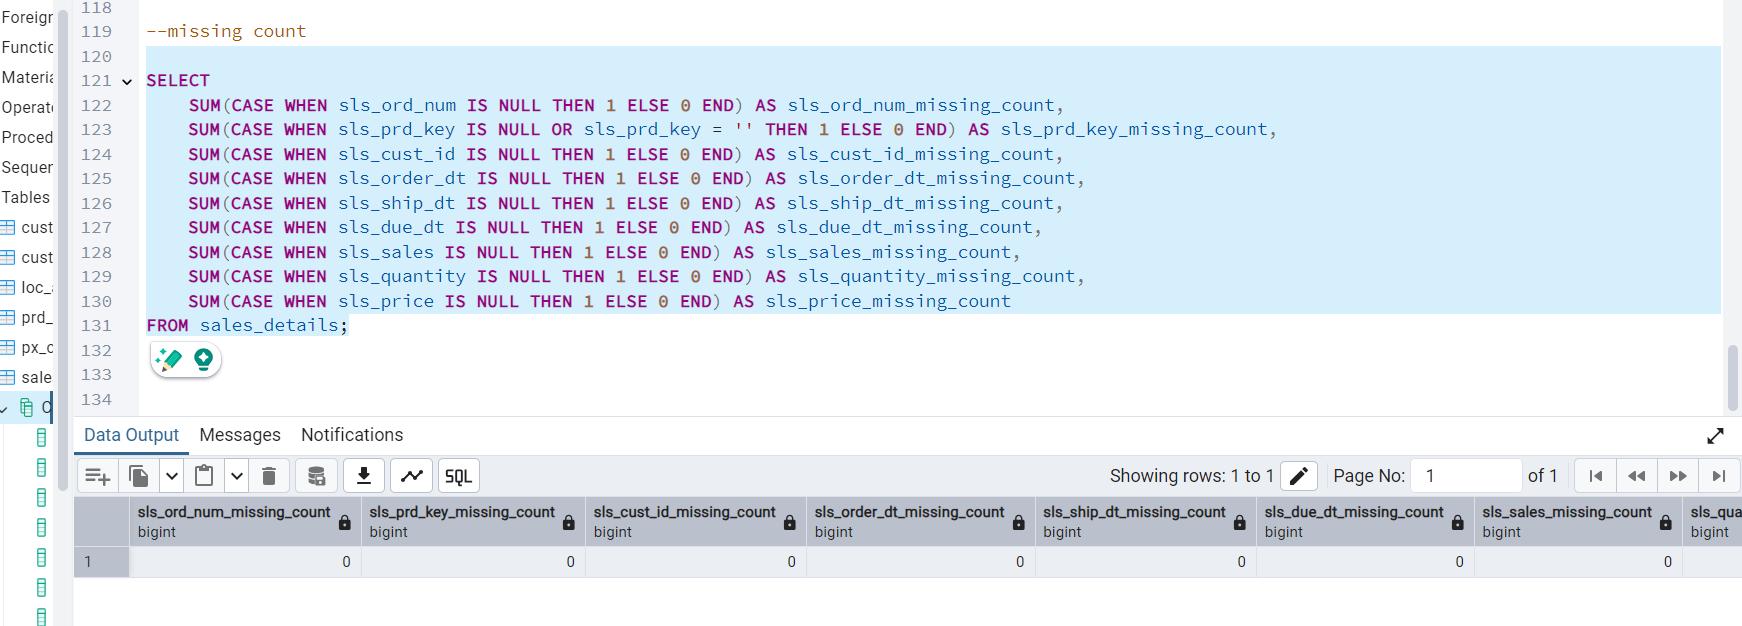 Foreign
Functio
Materia
Operato
Proced
Sequen
Tables
cust
cust
loc_a
prd_
px_c
sale
118
119 --missing count
120
121 SELECT
122 SUM(CASE WHEN sls_ord_num IS NULL THEN 1 ELSE 0 END) AS sls_ord_num_missing_count,
123 SUM(CASE WHEN sls_prd_key IS NULL OR sls_prd_key = '' THEN 1 ELSE 0 END) AS sls_prd_key_missing_count,
124 SUM(CASE WHEN sls_cust_id IS NULL THEN 1 ELSE 0 END) AS sls_cust_id_missing_count,
125 SUM(CASE WHEN sls_order_dt IS NULL THEN 1 ELSE 0 END) AS sls_order_dt_missing_count,
126 SUM(CASE WHEN sls_ship_dt IS NULL THEN 1 ELSE 0 END) AS sls_ship_dt_missing_count,
127 SUM(CASE WHEN sls_due_dt IS NULL THEN 1 ELSE 0 END) AS sls_due_dt_missing_count,
128 SUM(CASE WHEN sls_sales IS NULL THEN 1 ELSE 0 END) AS sls_sales_missing_count,
129 SUM(CASE WHEN sls_quantity IS NULL THEN 1 ELSE 0 END) AS sls_quantity_missing_count,
130 SUM(CASE WHEN sls_price IS NULL THEN 1 ELSE 0 END) AS sls_price_missing_count
131 FROM sales_details;
132
133
134
Data Output Messages Notifications
SQL Showing rows: 1 to 1 Page No: 1 of 1
sls_ord_num_missing_count sls_prd_key_missing_count sls_cust_id_missing_count sls_order_dt_missing_count sls_ship_dt_missing_count sls_due_dt_missing_count sls_sales_missing_count sls_qua
bigint bigint bigint bigint bigint bigint bigint bigint
1 0 0 0 0 0 0 0